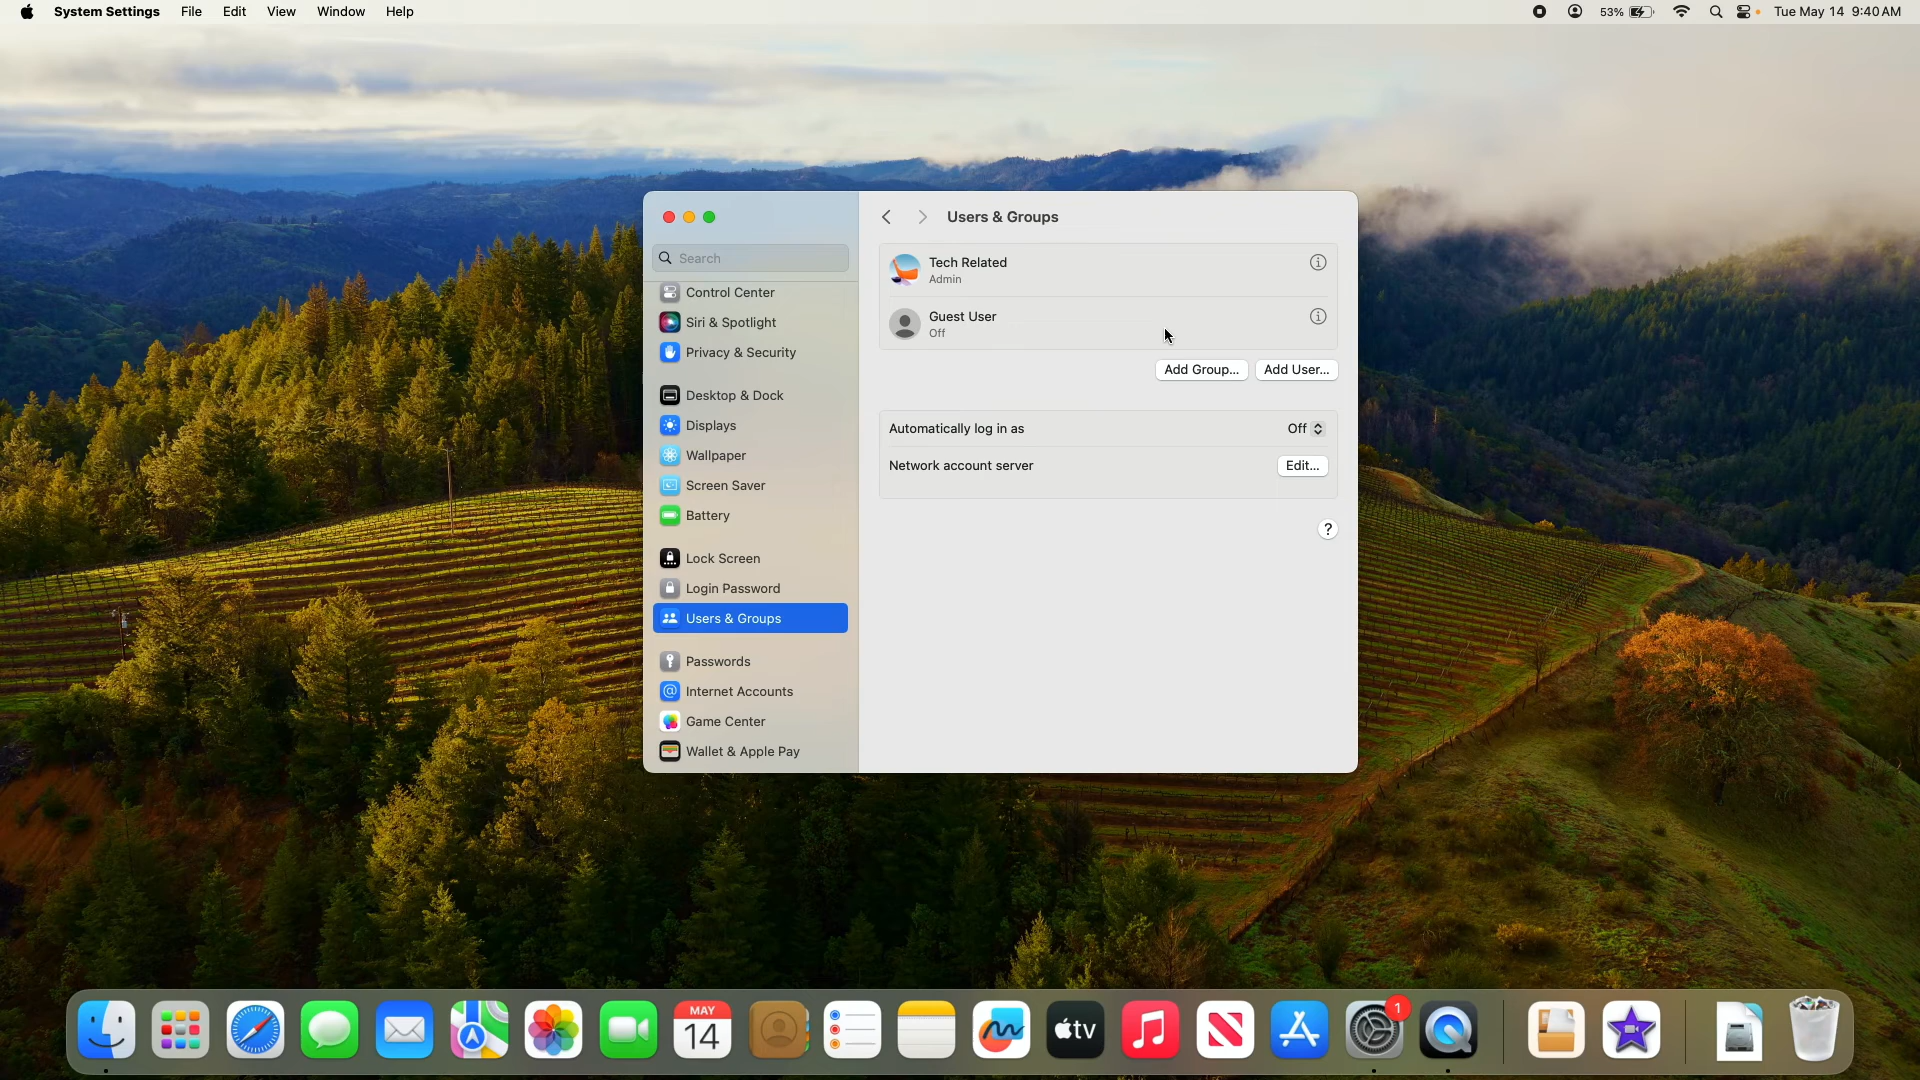 System Settings File Edit View Window Help 53% Tue May 14 9:40 AM
Users & Groups
Search
Control Center
Siri & Spotlight
Privacy & Security
Desktop & Dock
Displays
Wallpaper
Screen Saver
Battery
Lock Screen
Login Password
Users & Groups
Passwords
Internet Accounts
Game Center
Wallet & Apple Pay
Tech Related
Admin
Guest User
Off
Add Group... Add User...
Automatically log in as Off
Network account server Edit...
?
MAY
14
tv
1